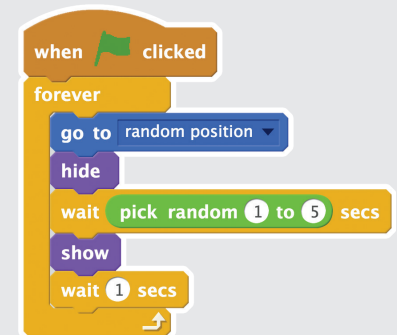 when clicked
forever
go to random position
hide
wait pick random 1 to 5 secs
show
wait 1 secs